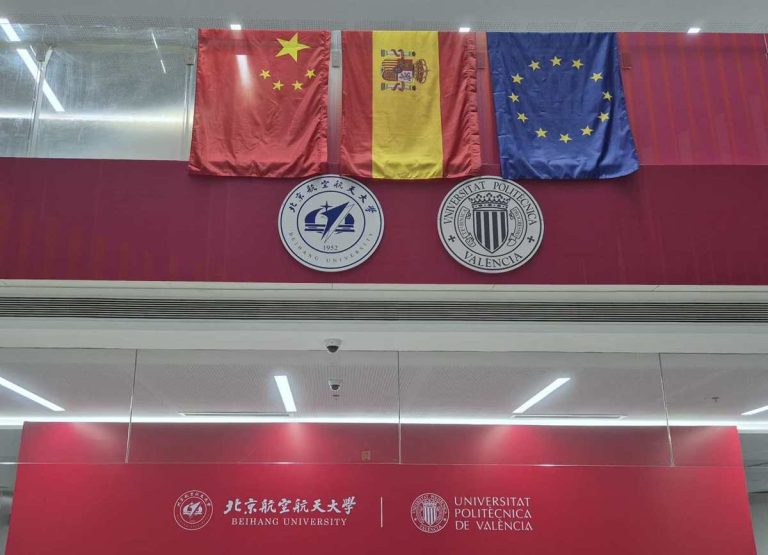 北京航空航天大学
1952
BEIHANG UNIVERSITY
UNIVERSITAT POLITÈCNICA
VALÈNCIA
北京航空航天大学
BEIHANG UNIVERSITY
UNIVERSITAT
POLITÈCNICA
DE VALÈNCIA